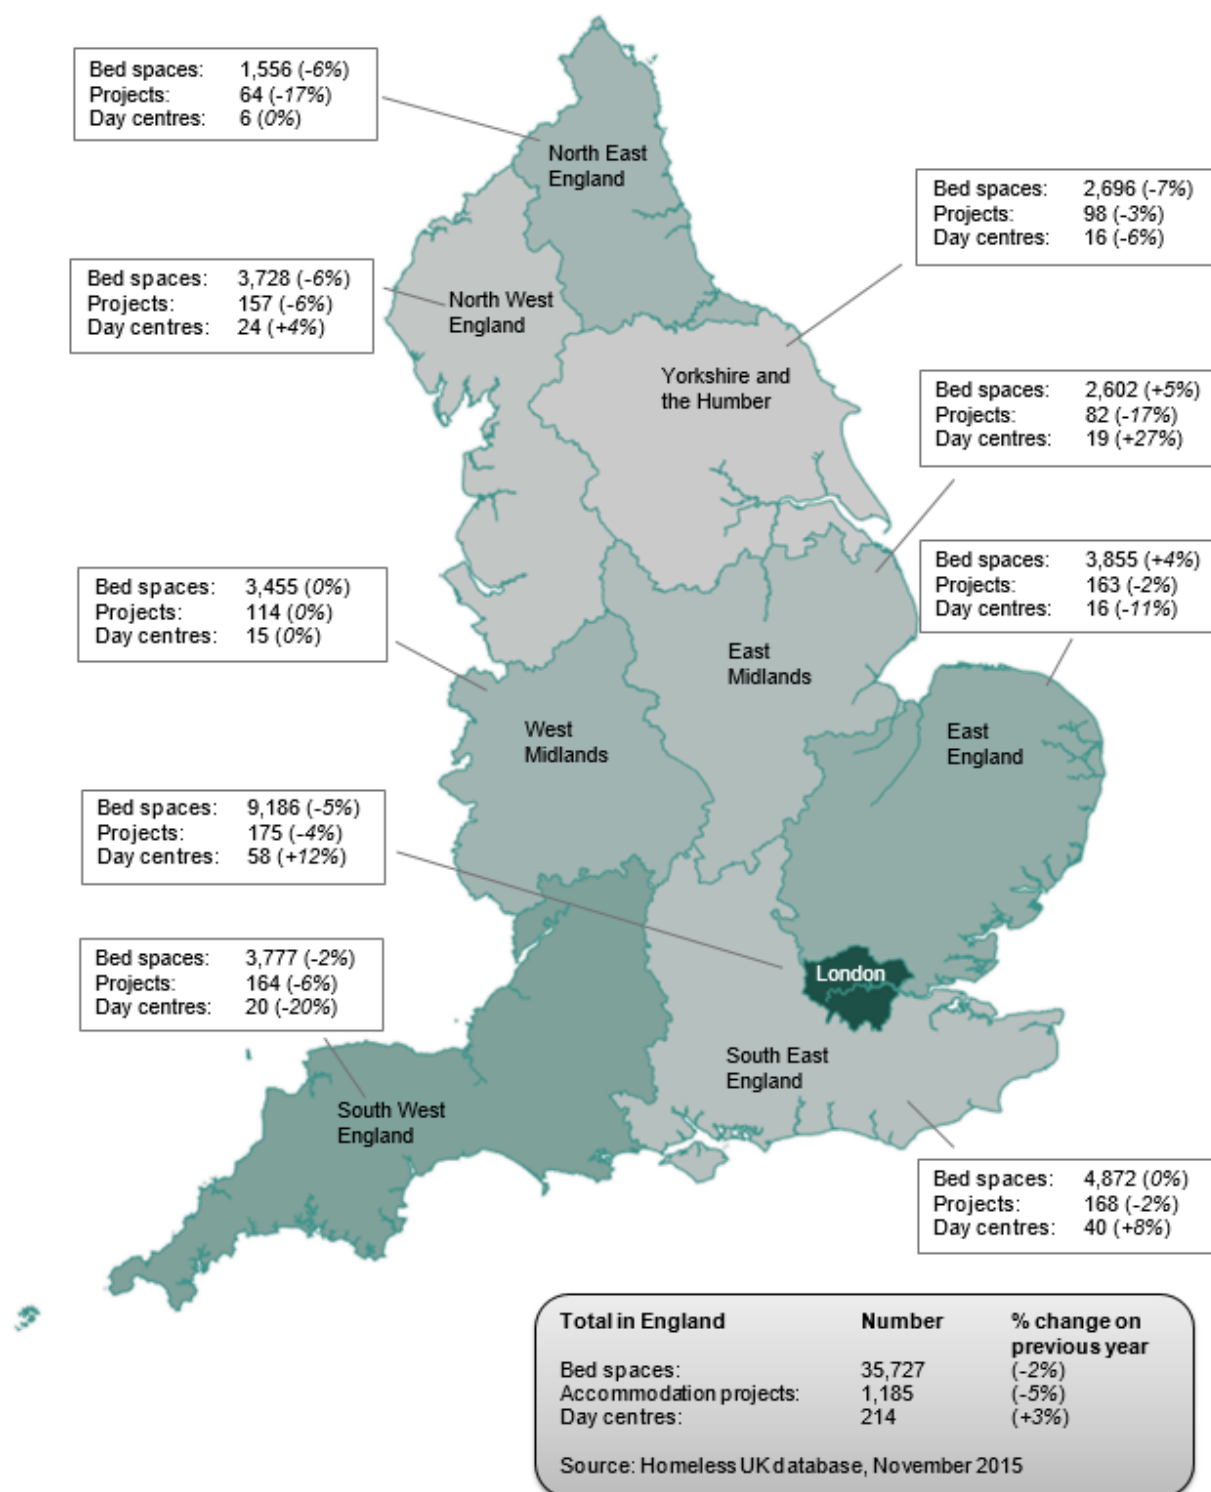 Bed spaces: 1,556 (-6%)
Projects: 64 (-17%)
Day centres: 6 (0%)
North East
England
Bed spaces: 2,696 (-7%)
Projects: 98 (-3%)
Day centres: 16 (-6%)
Bed spaces: 3,728 (-6%)
Projects: 157 (-6%)
Day centres: 24 (+4%)
North West
England
Yorkshire and
the Humber
Bed spaces: 2,602 (+5%)
Projects: 82 (-17%)
Day centres: 19 (+27%)
Bed spaces: 3,855 (+4%)
Projects: 163 (-2%)
Day centres: 16 (-11%)
Bed spaces: 3,455 (0%)
Projects: 114 (0%)
Day centres: 15 (0%)
East
Midlands
West
Midlands
East
England
Bed spaces: 9,186 (-5%)
Projects: 175 (-4%)
Day centres: 58 (+12%)
Bed spaces: 3,777 (-2%)
Projects: 164 (-6%)
Day centres: 20 (-20%)
London
South East
England
South West
England
Bed spaces: 4,872 (0%)
Projects: 168 (-2%)
Day centres: 40 (+8%)
Total in England Number % change on
previous year
Bed spaces: 35,727 (-2%)
Accommodation projects: 1,185 (-5%)
Day centres: 214 (+3%)
Source: Homeless UK database, November 2015